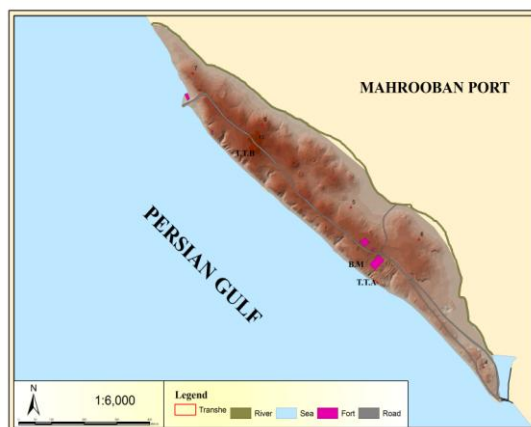 MAHROOBAN PORT
T.T.B
PERSIAN GULF
B.M
T.T.A
N
1:6,000
Legend
Transhe
River
Sea
Fort
Road